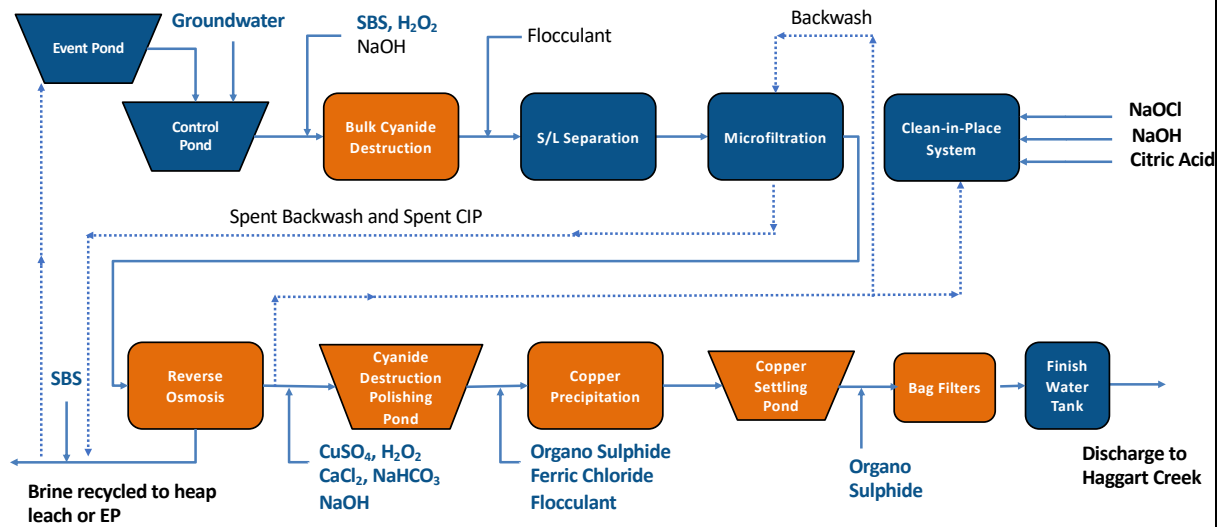 Groundwater
Event Pond
SBS, H₂O₂
NaOH
Flocculant
Backwash
Control
Pond
Bulk Cyanide
Destruction
S/L Separation
Microfiltration
Clean-in-Place
System
NaOCl
NaOH
Citric Acid
Spent Backwash and Spent CIP
SBS
Reverse
Osmosis
Cyanide
Destruction
Polishing
Pond
Copper
Precipitation
Copper
Settling
Pond
Bag Filters
Finish
Water
Tank
CuSO₄, H₂O₂
CaCl₂, NaHCO₃
NaOH
Organo Sulphide
Ferric Chloride
Flocculant
Organo
Sulphide
Discharge to
Haggart Creek
Brine recycled to heap
leach or EP